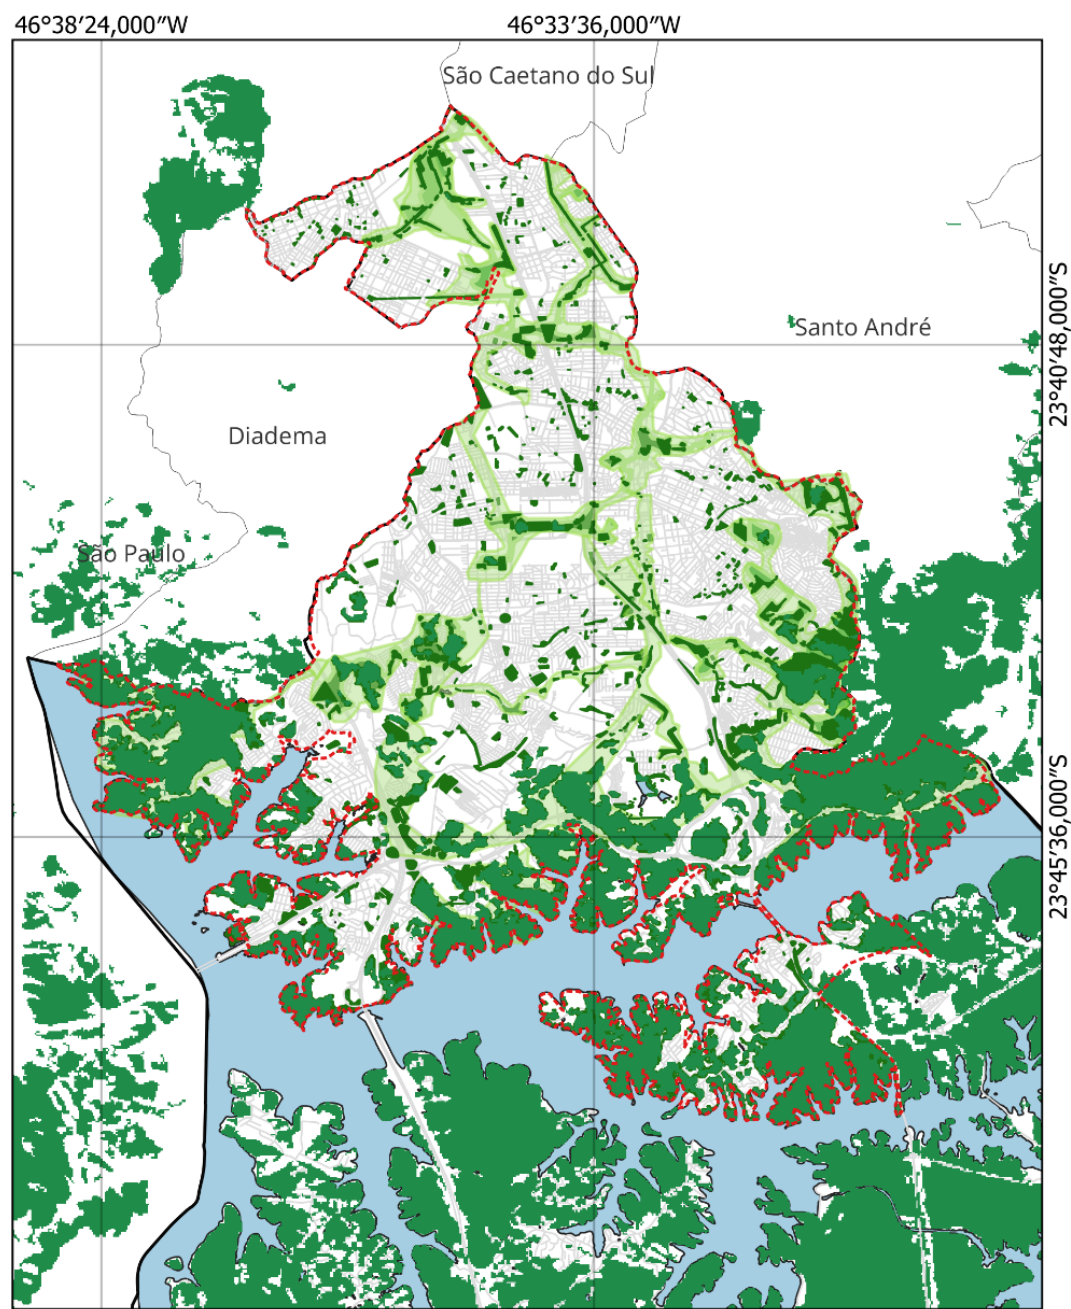 46°38′24,000″W
46°33′36,000″W
São Caetano do Sul
Santo André
23°40′48,000″S
Diadema
São Paulo
23°45′36,000″S